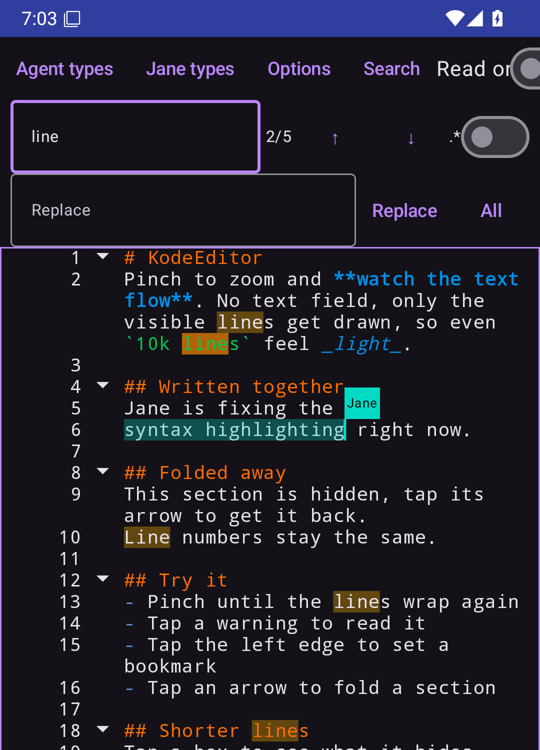 7:03
Agent types Jane types Options Search Read or
line 2/5 ↑ ↓ .*
Replace Replace All
1 # KodeEditor
2 Pinch to zoom and **watch the text
flow**. No text field, only the
visible lines get drawn, so even
`10k lines` feel _light_.
3
4 ## Written together
Jane
5 Jane is fixing the
6 syntax highlighting right now.
7
8 ## Folded away
9 This section is hidden, tap its
arrow to get it back.
10 Line numbers stay the same.
11
12 ## Try it
13 - Pinch until the lines wrap again
14 - Tap a warning to read it
15 - Tap the left edge to set a
bookmark
16 - Tap an arrow to fold a section
17
18 ## Shorter lines